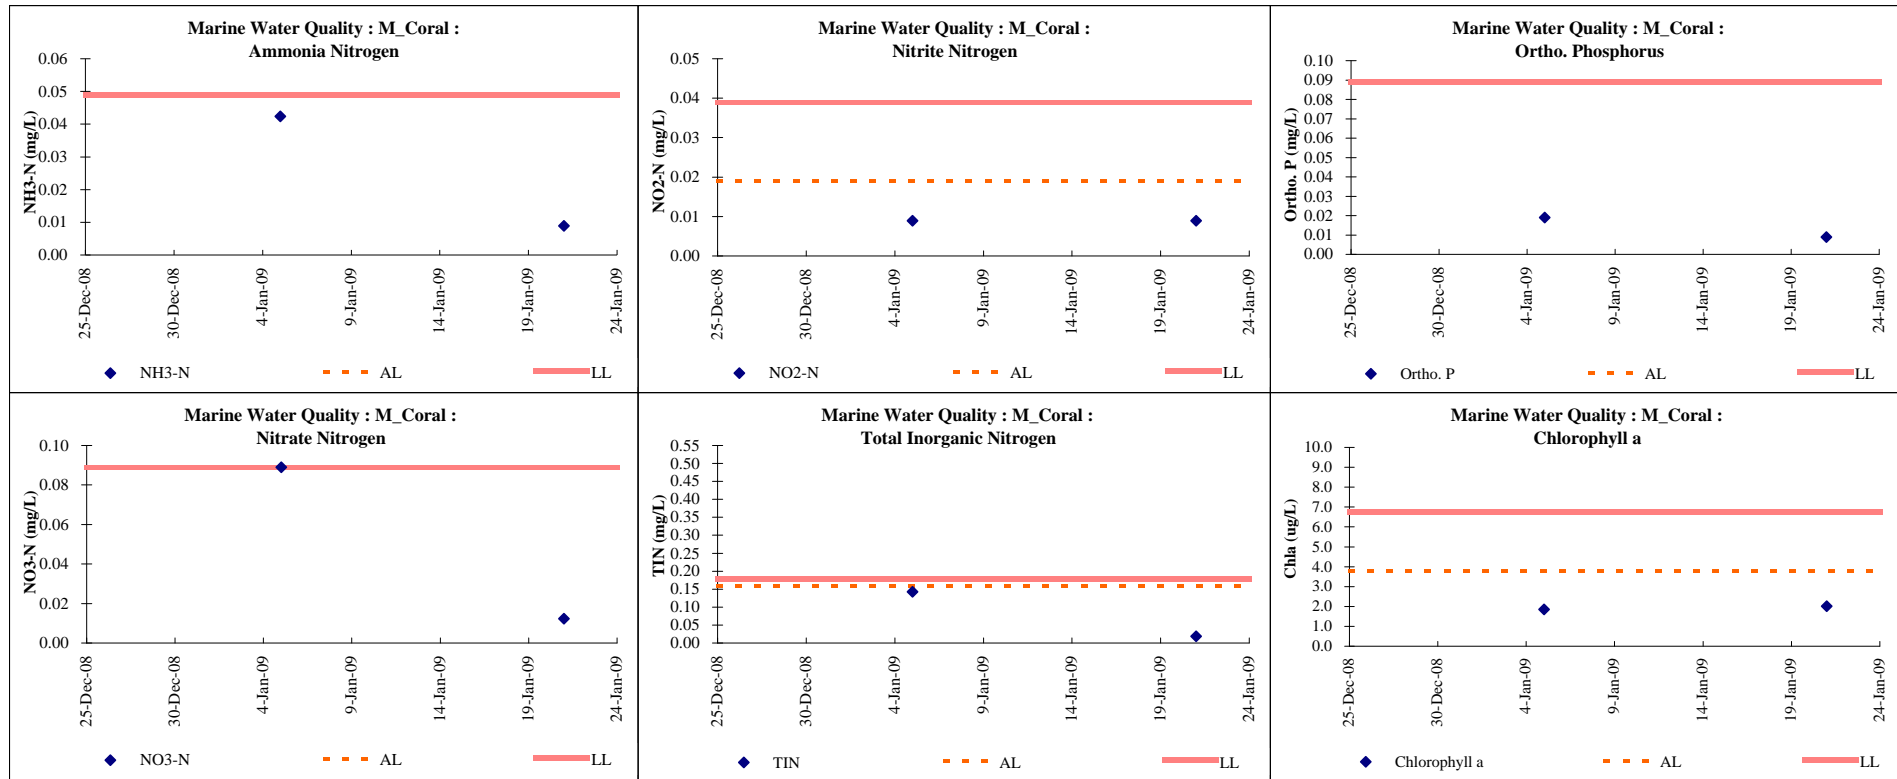 Marine Water Quality : M_Coral :
Ammonia Nitrogen
0.06
0.05
0.04
0.03
0.02
0.01
0.00
NH3-N (mg/L)
25-Dec-08
30-Dec-08
4-Jan-09
9-Jan-09
14-Jan-09
19-Jan-09
24-Jan-09
NH3-N AL LL
Marine Water Quality : M_Coral :
Nitrite Nitrogen
0.05
0.04
0.03
0.02
0.01
0.00
NO2-N (mg/L)
25-Dec-08
30-Dec-08
4-Jan-09
9-Jan-09
14-Jan-09
19-Jan-09
24-Jan-09
NO2-N AL LL
Marine Water Quality : M_Coral :
Ortho. Phosphorus
0.10
0.09
0.08
0.07
0.06
0.05
0.04
0.03
0.02
0.01
0.00
Ortho. P (mg/L)
25-Dec-08
30-Dec-08
4-Jan-09
9-Jan-09
14-Jan-09
19-Jan-09
24-Jan-09
Ortho. P AL LL
Marine Water Quality : M_Coral :
Nitrate Nitrogen
0.10
0.08
0.06
0.04
0.02
0.00
NO3-N (mg/L)
25-Dec-08
30-Dec-08
4-Jan-09
9-Jan-09
14-Jan-09
19-Jan-09
24-Jan-09
NO3-N AL LL
Marine Water Quality : M_Coral :
Total Inorganic Nitrogen
0.55
0.50
0.45
0.40
0.35
0.30
0.25
0.20
0.15
0.10
0.05
0.00
TIN (mg/L)
25-Dec-08
30-Dec-08
4-Jan-09
9-Jan-09
14-Jan-09
19-Jan-09
24-Jan-09
TIN AL LL
Marine Water Quality : M_Coral :
Chlorophyll a
10.0
9.0
8.0
7.0
6.0
5.0
4.0
3.0
2.0
1.0
0.0
Chla (ug/L)
25-Dec-08
30-Dec-08
4-Jan-09
9-Jan-09
14-Jan-09
19-Jan-09
24-Jan-09
Chlorophyll a AL LL